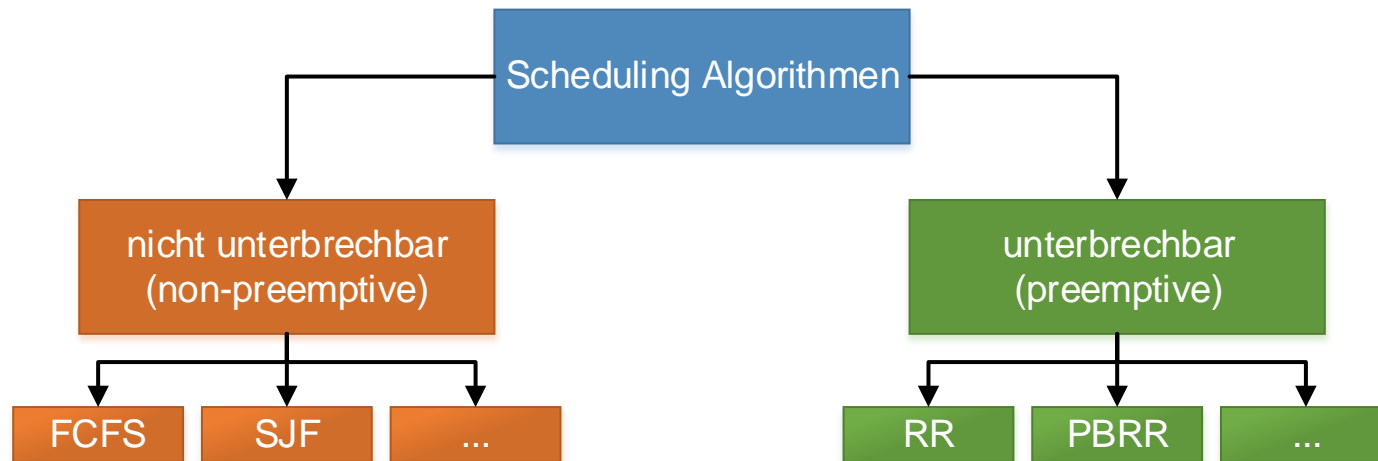 Scheduling Algorithmen
nicht unterbrechbar
(non-preemptive)
unterbrechbar
(preemptive)
FCFS
SJF
...
RR
PBRR
...